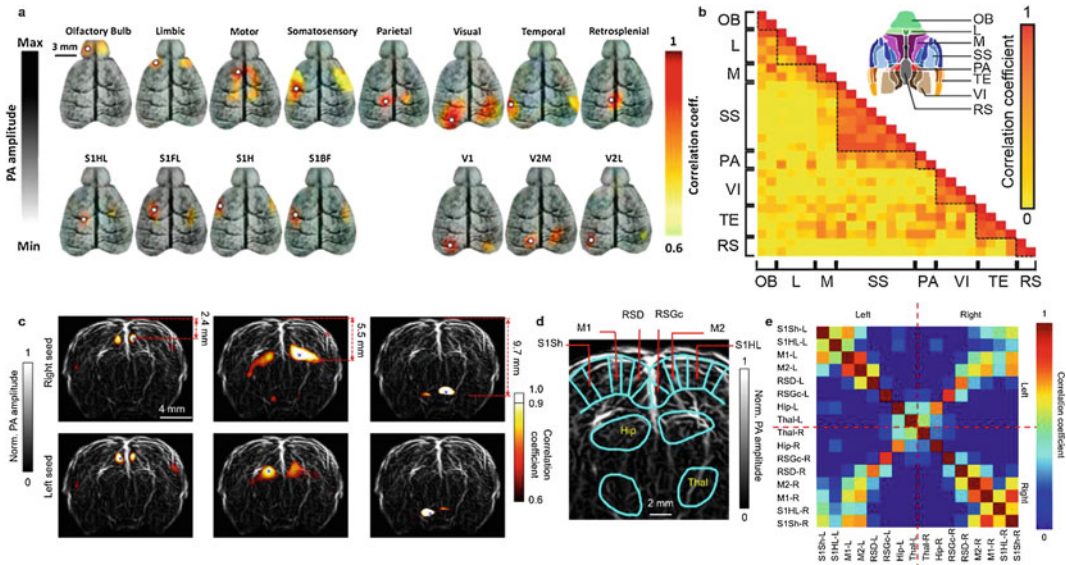 a
Olfactory Bulb Limbic Motor Somatosensory Parietal Visual Temporal Retrosplenial
Max
3 mm
PA amplitude
Min
S1HL S1FL S1H S1BF V1 V2M V2L
1
Correlation coeff.
0.6
b
OB
L
M
SS
PA
VI
TE
RS
OB L M SS PA VI TE RS
OB
L
M
SS
PA
TE
VI
RS
1
Correlation coefficient
0
c
Right seed
Left seed
1
Norm. PA amplitude
0
2.4 mm
5.5 mm
9.7 mm
4 mm
1.0
0.9
Correlation coefficient
0.6
d
RSD RSGc
M1 M2
S1Sh S1HL
Hip
Thal
2 mm
1
Norm. PA amplitude
0
e
Left Right
S1Sh-L
S1HL-L
M1-L
M2-L
RSD-L
RSGc-L
Hip-L
Thal-L
Thal-R
Hip-R
RSGc-R
RSD-R
M2-R
M1-R
S1HL-R
S1Sh-R
Left
Right
S1Sh-L S1HL-L M1-L M2-L RSD-L RSGc-L Hip-L Thal-L Thal-R Hip-R RSGc-R RSD-R M2-R M1-R S1HL-R S1Sh-R
1
Correlation coefficient
0